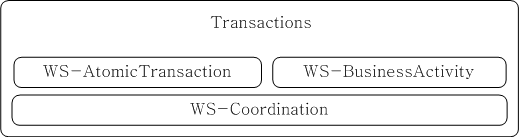 Transactions
WS-AtomicTransaction
WS-BusinessActivity
WS-Coordination